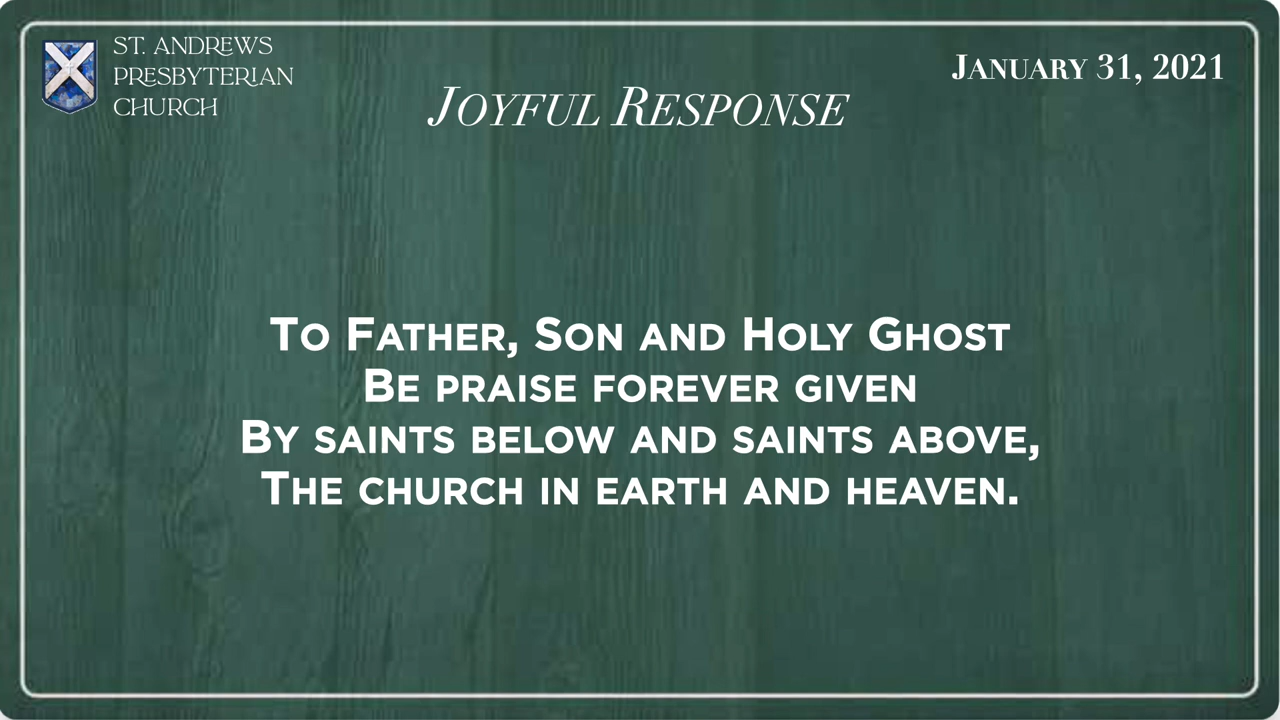 ST. ANDREWS
PRESBYTERIAN
CHURCH
JANUARY 31, 2021
JOYFUL RESPONSE
TO FATHER, SON AND HOLY GHOST
BE PRAISE FOREVER GIVEN
BY SAINTS BELOW AND SAINTS ABOVE,
THE CHURCH IN EARTH AND HEAVEN.